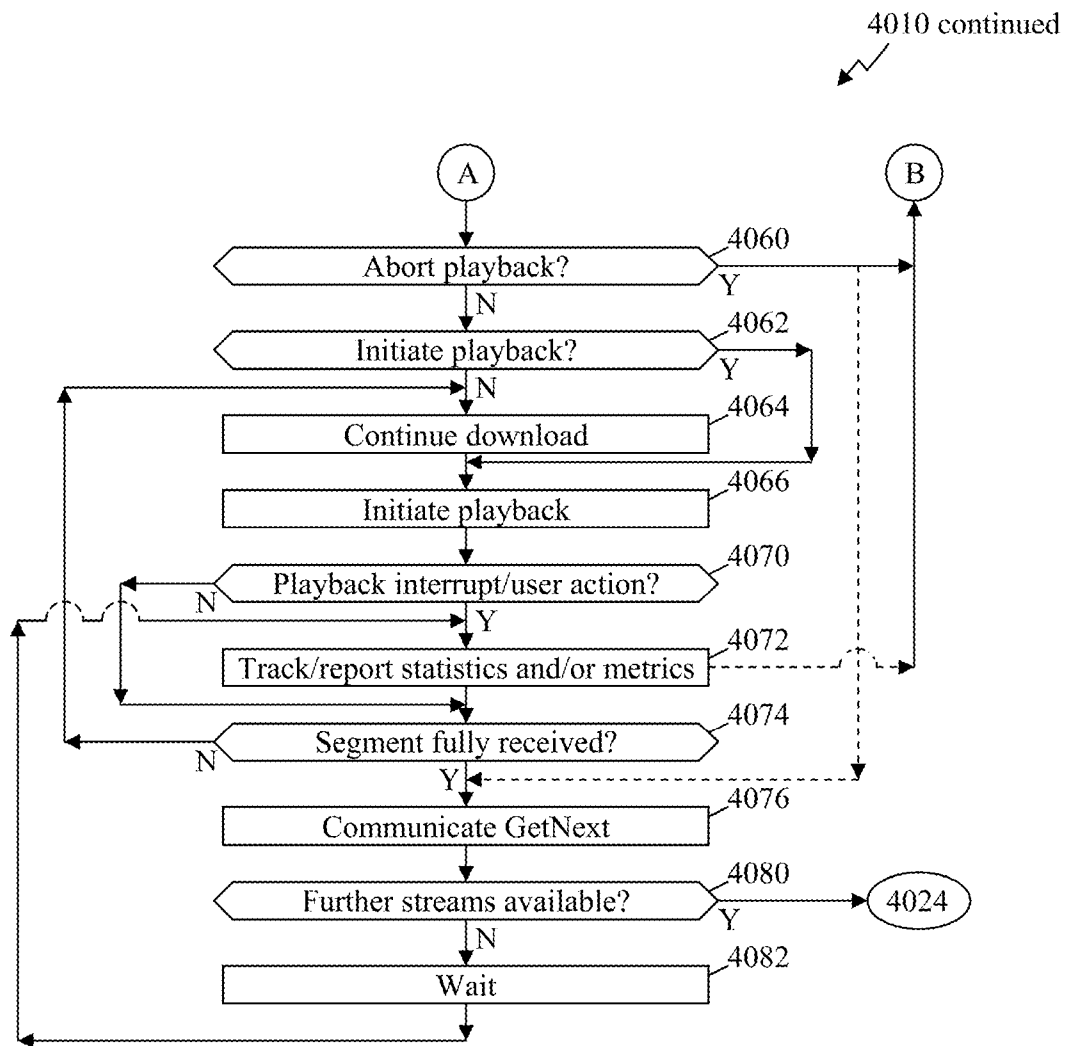 4010 continued
A
B
4060
Abort playback?
Y
N
4062
Initiate playback?
Y
N
4064
Continue download
4066
Initiate playback
4070
Playback interrupt/user action?
N
Y
4072
Track/report statistics and/or metrics
4074
Segment fully received?
N
Y
4076
Communicate GetNext
4080
Further streams available?
Y
4024
N
4082
Wait